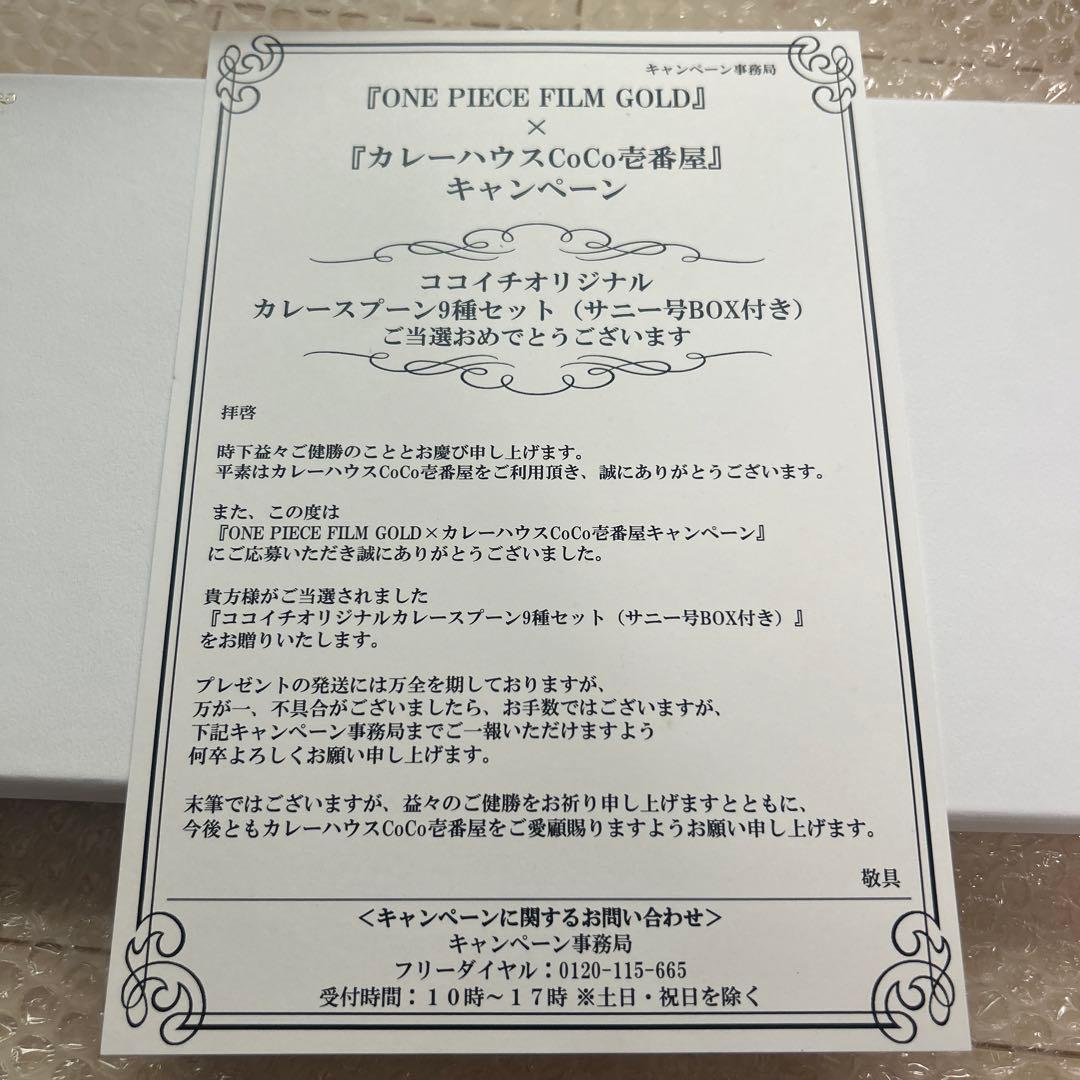 キャンペーン事務局
『ONE PIECE FILM GOLD』
×
『カレーハウスCoCo壱番屋』
キャンペーン
ココイチオリジナル
カレースプーン9種セット（サニー号BOX付き）
ご当選おめでとうございます
拝啓
時下益々ご健勝のこととお慶び申し上げます。
平素はカレーハウスCoCo壱番屋をご利用頂き、誠にありがとうございます。
また、この度は
『ONE PIECE FILM GOLD×カレーハウスCoCo壱番屋キャンペーン』
にご応募いただき誠にありがとうございました。
貴方様がご当選されました
『ココイチオリジナルカレースプーン9種セット（サニー号BOX付き）』
をお贈りいたします。
プレゼントの発送には万全を期しておりますが、
万が一、不具合がございましたら、お手数ではございますが、
下記キャンペーン事務局までご一報いただけますよう
何卒よろしくお願い申し上げます。
末筆ではございますが、益々のご健勝をお祈り申し上げますとともに、
今後ともカレーハウスCoCo壱番屋をご愛顧賜りますようお願い申し上げます。
敬具
＜キャンペーンに関するお問い合わせ＞
キャンペーン事務局
フリーダイヤル：0120-115-665
受付時間：１０時～１７時 ※土日・祝日を除く